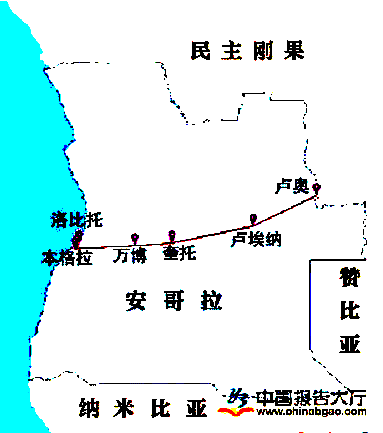 民主刚果
卢奥
洛比托
本格拉
万博
奎托
卢埃纳
安哥拉
赞比亚
纳米比亚
中国报告大厅
www.chinabgao.com